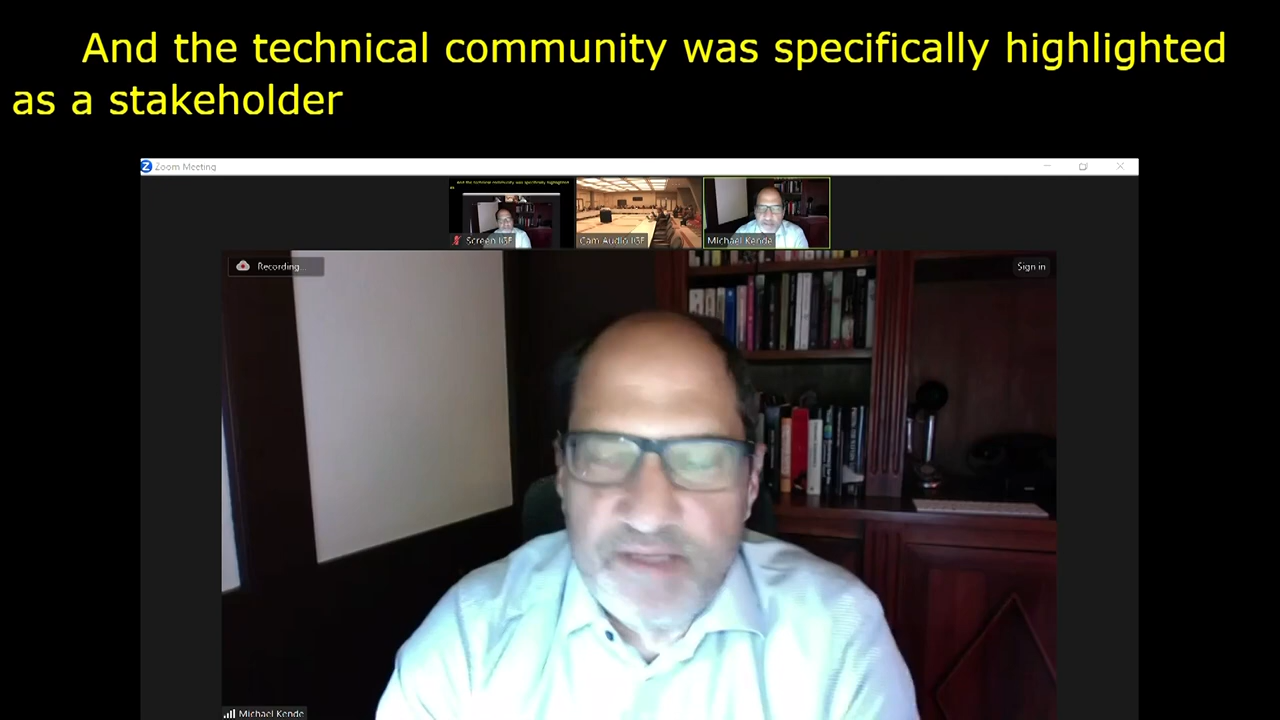 And the technical community was specifically highlighted
as a stakeholder
Zoom Meeting
Screen IGF
Cam Audio IGF
Michael Kende
Recording...
Sign in
Michael Kende